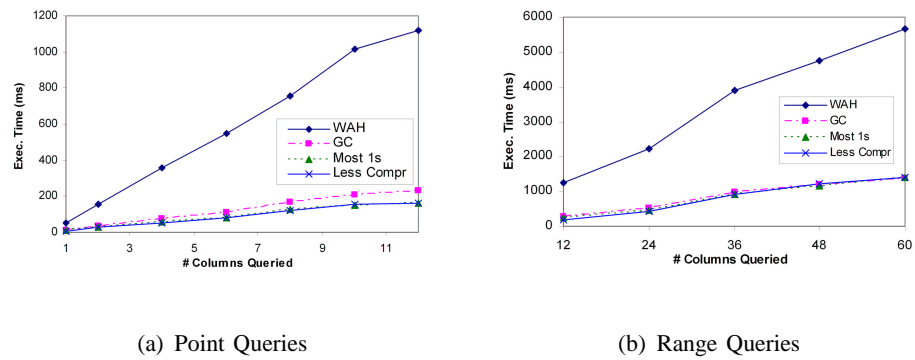 1200
1000
800
600
400
200
0
Exec. Time (ms)
1 3 5 7 9 11
# Columns Queried
WAH
GC
Most 1s
Less Compr
(a) Point Queries
6000
5000
4000
3000
2000
1000
0
Exec. Time (ms)
12 24 36 48 60
# Columns Queried
WAH
GC
Most 1s
Less Compr
(b) Range Queries